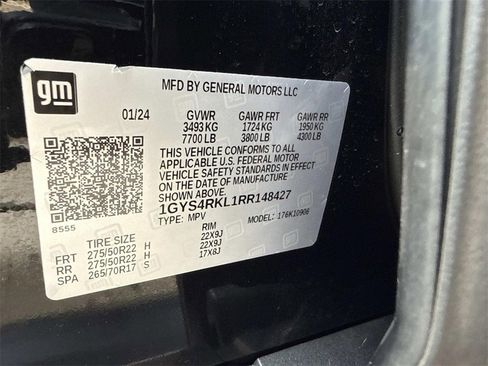 gm
MFD BY GENERAL MOTORS LLC
01/24 GVWR GAWR FRT GAWR RR
3493 KG 1724 KG 1950 KG
7700 LB 3800 LB 4300 LB
THIS VEHICLE CONFORMS TO ALL
APPLICABLE U.S. FEDERAL MOTOR
VEHICLE SAFETY STANDARDS IN EFFECT
ON THE DATE OF MANUFACTURE
1GYS4RKL1RR148427
8555 TYPE: MPV MODEL: 176K10906
TIRE SIZE RIM
FRT 275/50R22 H 22X9J
RR 275/50R22 H 22X9J
SPA 265/70R17 S 17X8J